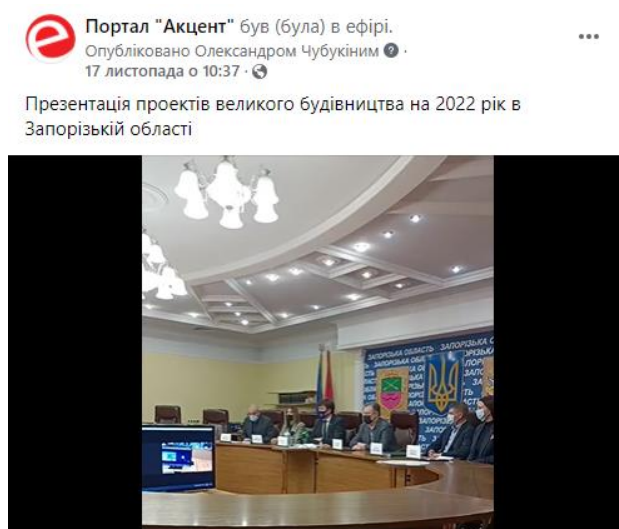 Портал "Акцент" був (була) в ефірі.
Опубліковано Олександром Чубукіним ·
17 листопада о 10:37 ·
Презентація проектів великого будівництва на 2022 рік в
Запорізькій області
ЗАПОРІЗЬКА ОБЛАСТЬ ЗАПОРІЗЬКА